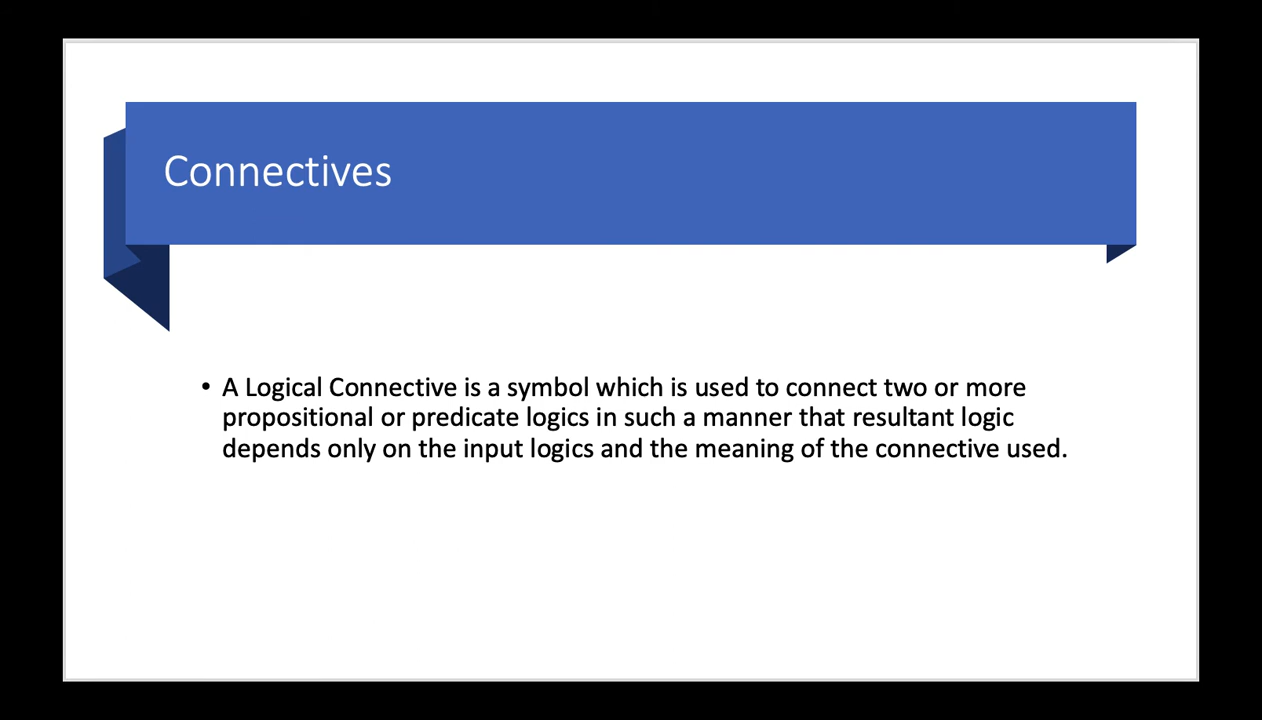 Connectives
• A Logical Connective is a symbol which is used to connect two or more
propositional or predicate logics in such a manner that resultant logic
depends only on the input logics and the meaning of the connective used.